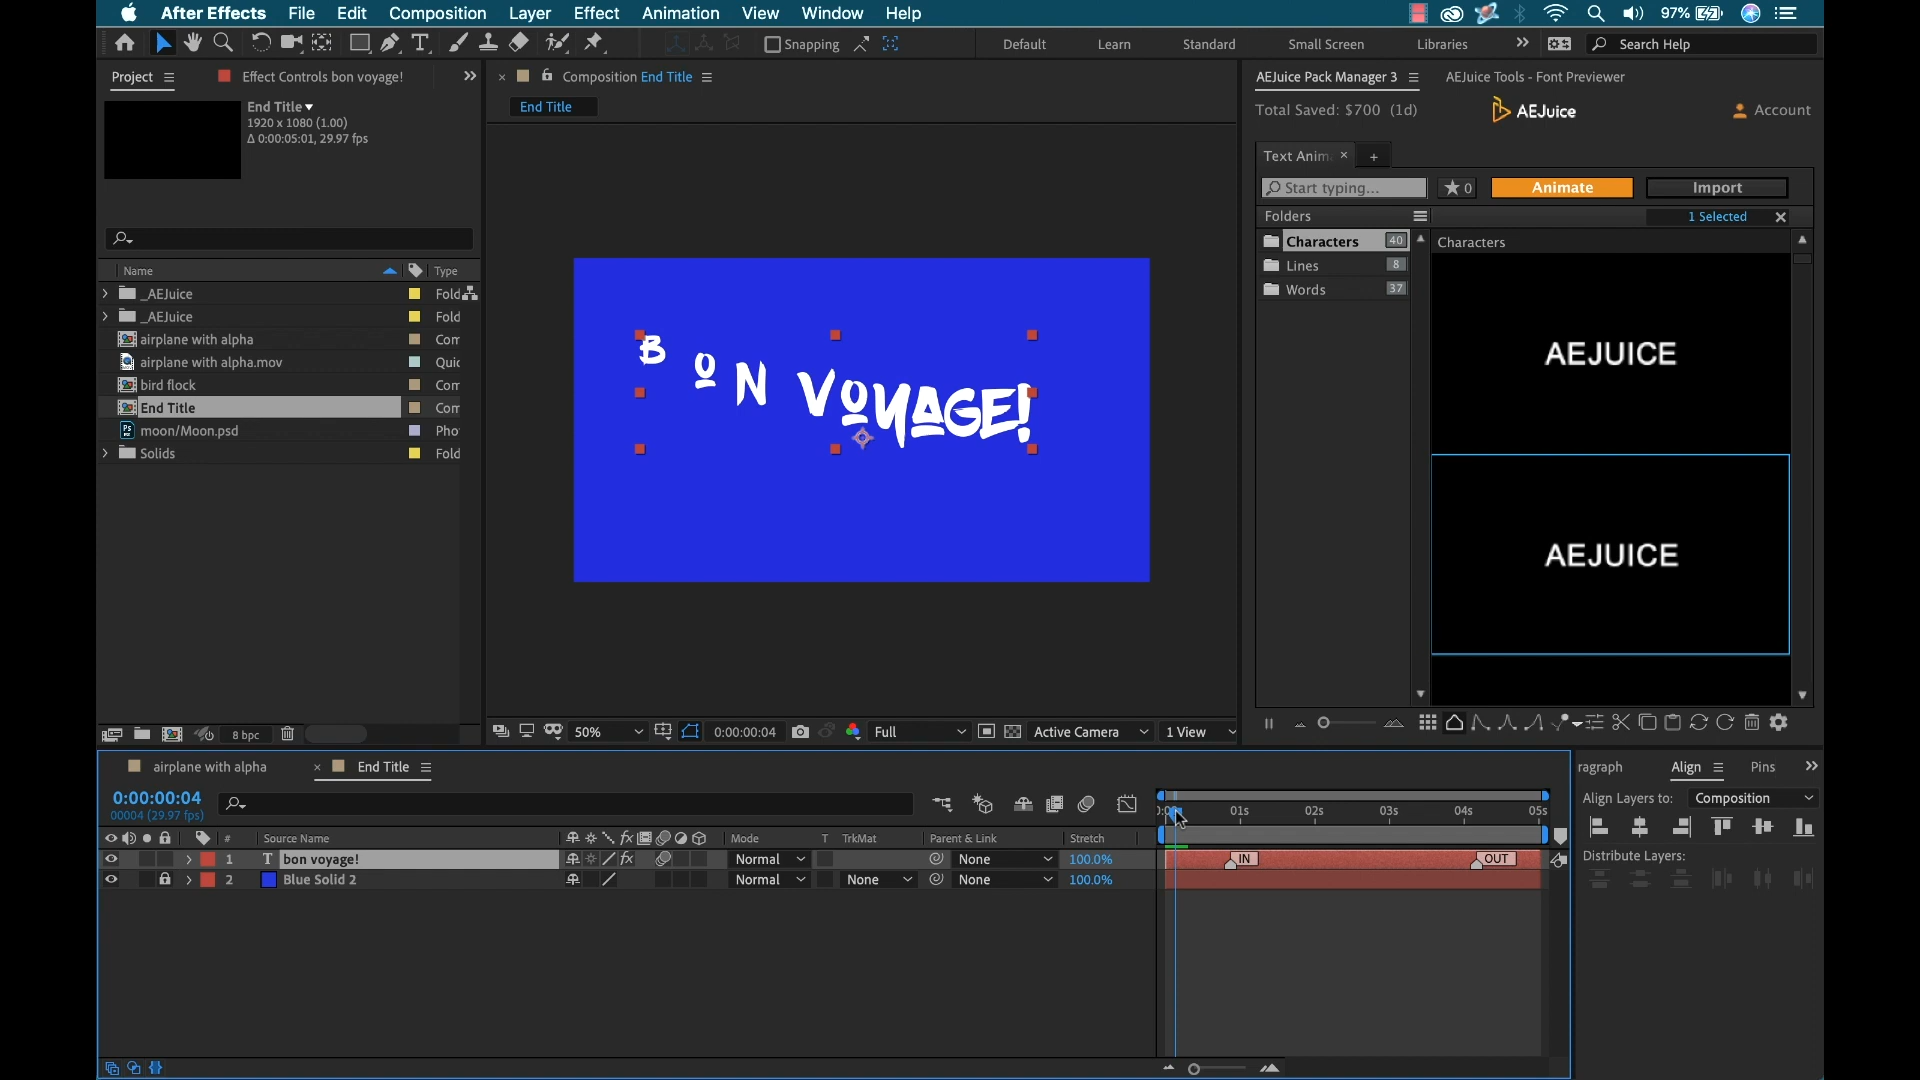 After Effects File Edit Composition Layer Effect Animation View Window Help 97%
Snapping Default Learn Standard Small Screen Libraries Search Help
Project Effect Controls bon voyage!
Composition End Title
AEJuice Pack Manager 3 AEJuice Tools - Font Previewer
End Title
1920 x 1080 (1.00)
Δ 0:00:05:01, 29.97 fps
End Title
Total Saved: $700 (1d) AEJuice Account
Text Anim
Start typing... 0 Animate Import
Folders 1 Selected
Characters 40
Lines 8
Words 37
Characters
AEJUICE
AEJUICE
Name Type
_AEJuice Fold
_AEJuice Fold
airplane with alpha Com
airplane with alpha.mov Quic
bird flock Com
End Title Com
moon/Moon.psd Pho
Solids Fold
BON VOYAGE!
8 bpc
50% 0:00:00:04 Full Active Camera 1 View
airplane with alpha End Title
0:00:00:04
00004 (29.97 fps)
01s 02s 03s 04s 05s
# Source Name Mode T TrkMat Parent & Link Stretch
1 T bon voyage! Normal None 100.0% IN OUT
2 Blue Solid 2 Normal None None 100.0%
ragraph Align Pins
Align Layers to: Composition
Distribute Layers: